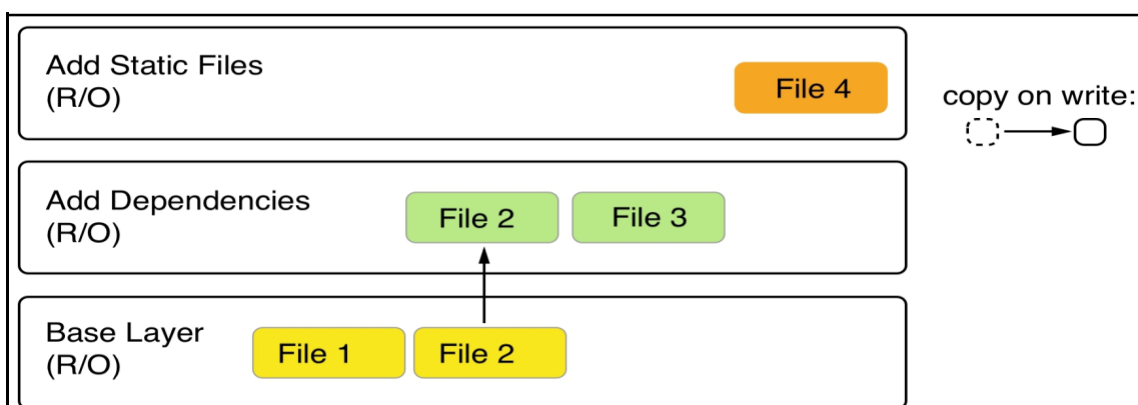 Add Static Files
(R/O)
File 4
copy on write:
Add Dependencies
(R/O)
File 2
File 3
Base Layer
(R/O)
File 1
File 2